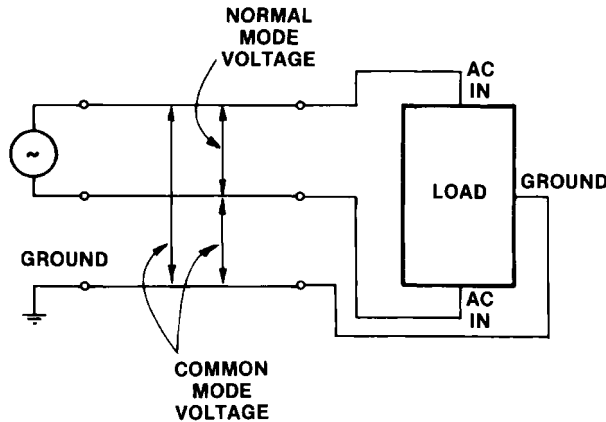 NORMAL
MODE
VOLTAGE
AC
IN
~
LOAD
GROUND
GROUND
AC
IN
COMMON
MODE
VOLTAGE